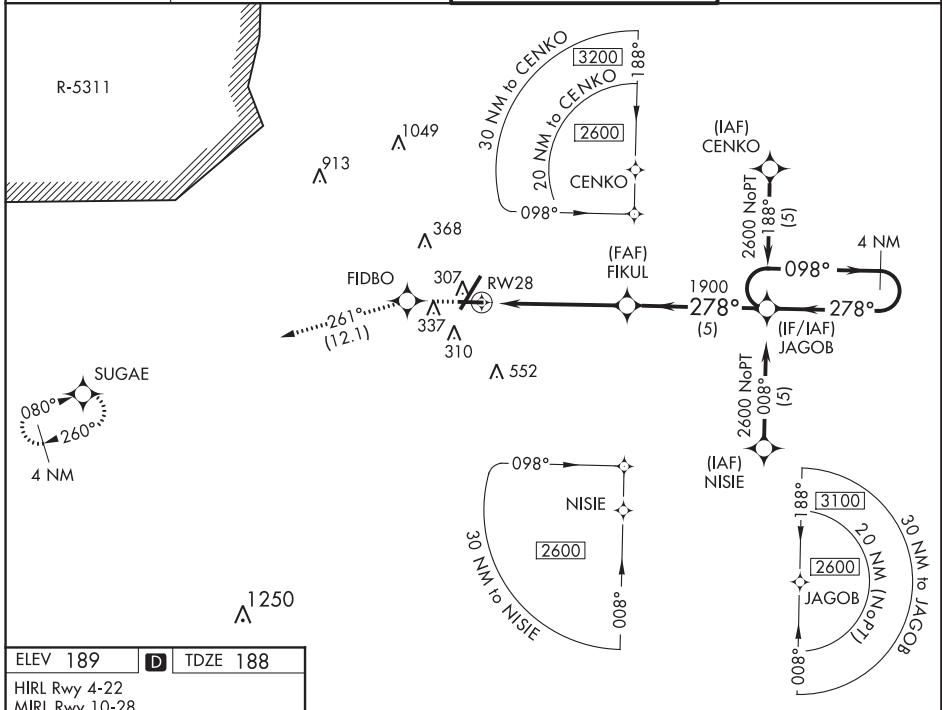 R-5311
913
1049
368
307
337
310
552
1250
RW28
FIDBO
261°
(12.1)
SUGAE
080°
260°
4 NM
30 NM to CENKO
3200
188°
20 NM to CENKO
2600
CENKO
098°
(IAF)
CENKO
2600 NoPT
188°
(5)
4 NM
098°
278°
(FAF)
FIKUL
1900
278°
(5)
(IF/IAF)
JAGOB
2600 NoPT
008°
(5)
(IAF)
NISIE
098°
NISIE
2600
008°
30 NM to NISIE
188°
3100
2600
20 NM (NoPT)
30 NM to JAGOB
JAGOB
008°
ELEV 189 D TDZE 188
HIRL Rwy 4-22
MIRL Rwy 10-28